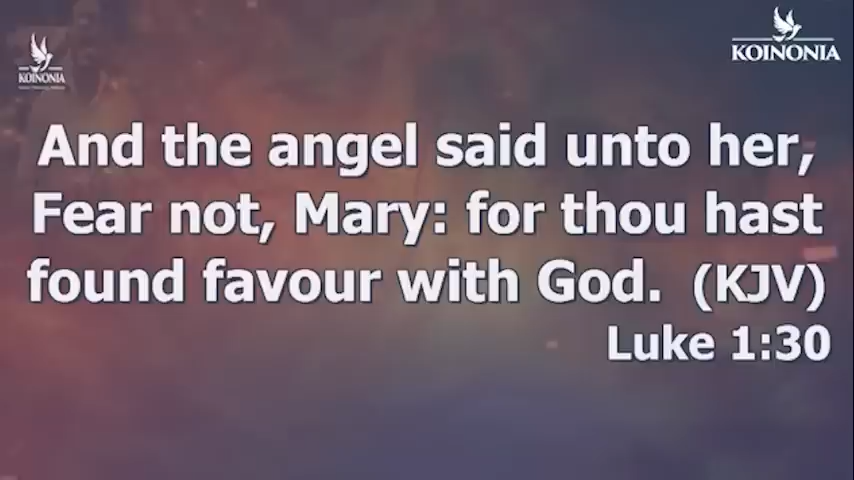 KOINONIA
KOINONIA
And the angel said unto her,
Fear not, Mary: for thou hast
found favour with God. (KJV)
Luke 1:30